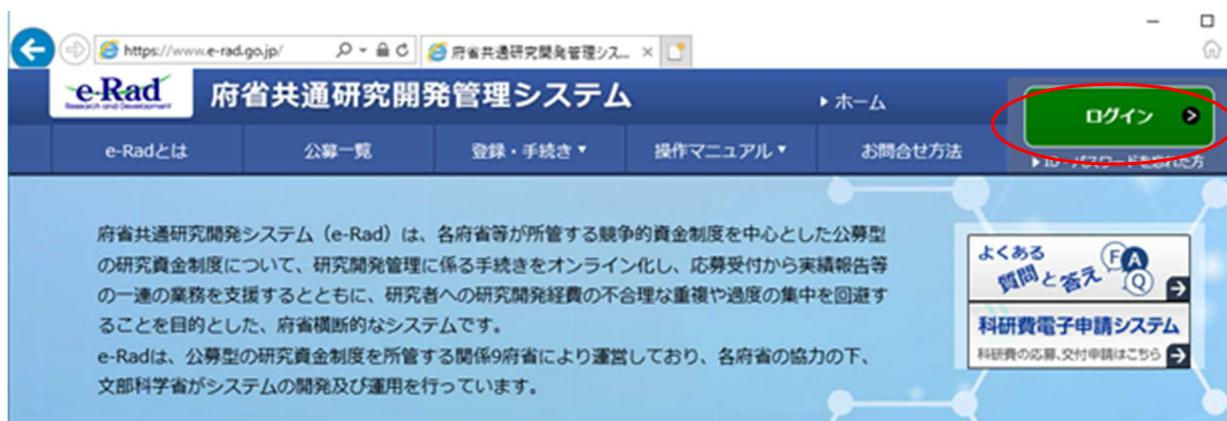 https://www.e-rad.go.jp/
府省共通研究開発管理シス...
e-Rad
Research and Development
府省共通研究開発管理システム
ホーム
ログイン
e-Radとは
公募一覧
登録・手続き▼
操作マニュアル▼
お問合せ方法
ID・パスワードを忘れた方
府省共通研究開発システム（e-Rad）は、各府省等が所管する競争的資金制度を中心とした公募型
の研究資金制度について、研究開発管理に係る手続きをオンライン化し、応募受付から実績報告等
の一連の業務を支援するとともに、研究者への研究開発経費の不合理な重複や過度の集中を回避す
ることを目的とした、府省横断的なシステムです。
e-Radは、公募型の研究資金制度を所管する関係9府省により運営しており、各府省の協力の下、
文部科学省がシステムの開発及び運用を行っています。
よくある
質問と答え
FAQ
科研費電子申請システム
科研費の応募、交付申請はこちら